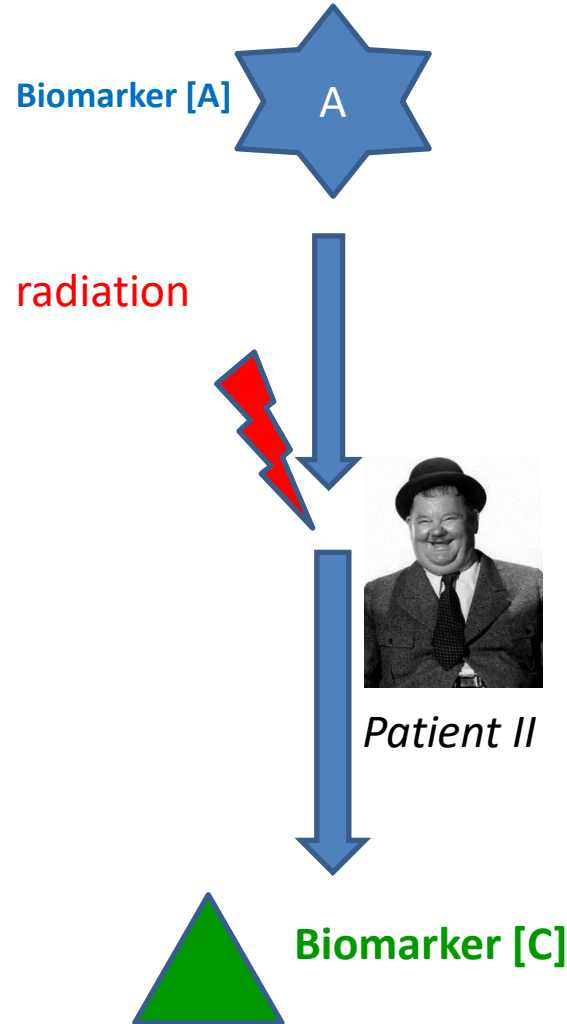 Biomarker [A]
A
radiation
Patient II
Biomarker [C]